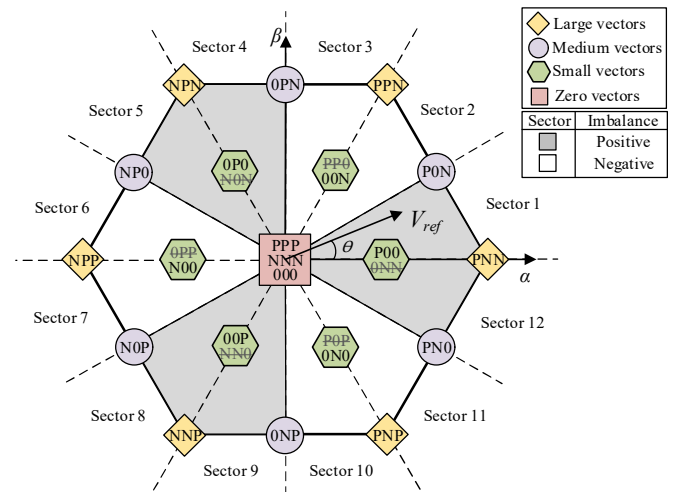 Sector 4
β
Sector 3
Large vectors
Medium vectors
Small vectors
Zero vectors
Sector
Imbalance
Positive
Negative
NPN
0PN
PPN
Sector 5
Sector 2
NP0
0P0
N0N
PP0
00N
P0N
Sector 6
Sector 1
V_ref
θ
NPP
0PP
N00
PPP
NNN
000
P00
0NN
PNN
α
Sector 7
Sector 12
N0P
00P
NN0
P0P
0N0
PN0
Sector 8
Sector 11
NNP
0NP
PNP
Sector 9
Sector 10